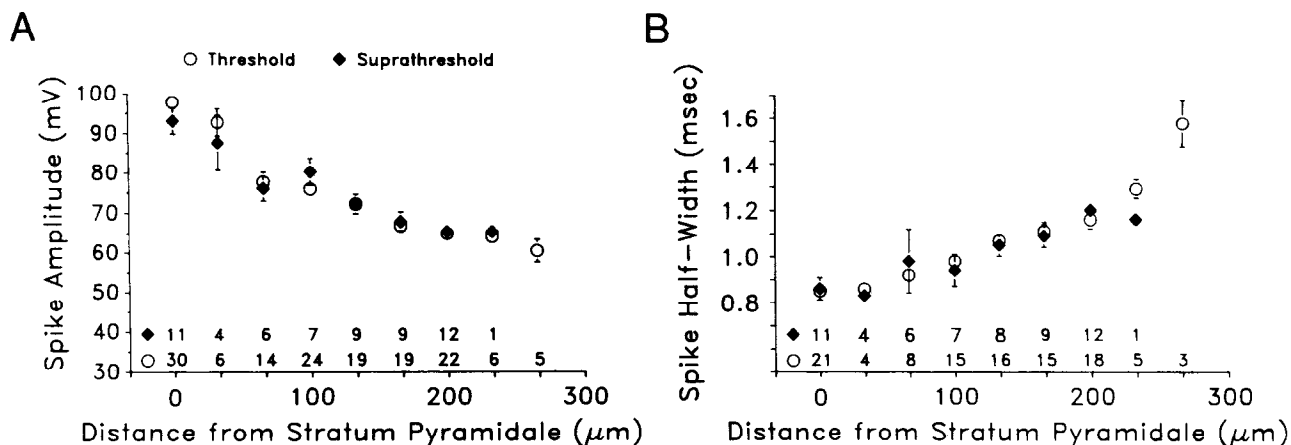 A
○ Threshold ◆ Suprathreshold
Spike Amplitude (mV)
100
90
80
70
60
50
40
30
◆ 11 4 6 7 9 9 12 1
○ 30 6 14 24 19 19 22 6 5
0 100 200 300
Distance from Stratum Pyramidale (μm)
B
Spike Half-Width (msec)
1.6
1.4
1.2
1.0
0.8
◆ 11 4 6 7 8 9 12 1
○ 21 4 8 15 16 15 18 5 3
0 100 200 300
Distance from Stratum Pyramidale (μm)